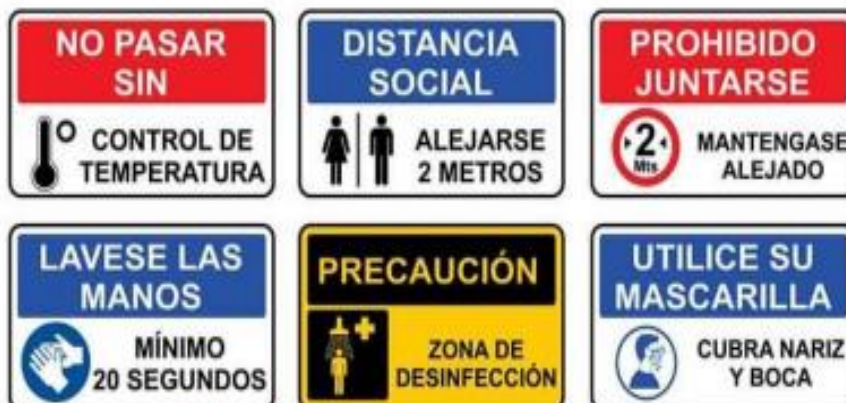 NO PASAR
SIN
CONTROL DE
TEMPERATURA
DISTANCIA
SOCIAL
ALEJARSE
2 METROS
PROHIBIDO
JUNTARSE
2
Mts
MANTENGASE
ALEJADO
LAVESE LAS
MANOS
MÍNIMO
20 SEGUNDOS
PRECAUCIÓN
ZONA DE
DESINFECCIÓN
UTILICE SU
MASCARILLA
CUBRA NARIZ
Y BOCA